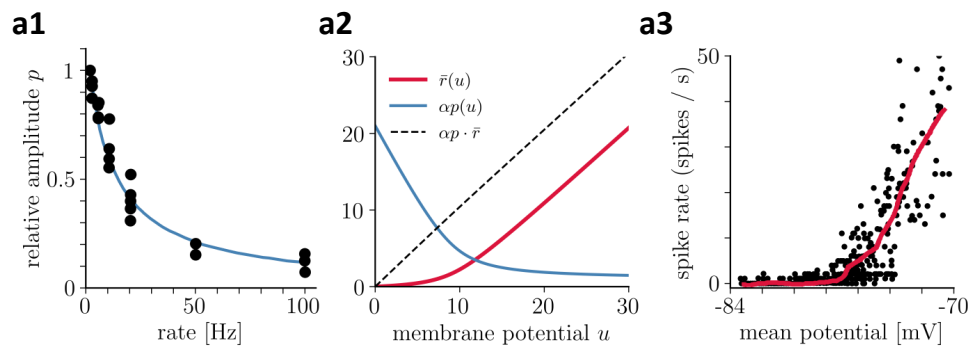 a1
relative amplitude p
1
0.5
0
0
50
100
rate [Hz]
a2
30
20
10
0
r̄(u)
αp(u)
αp · r̄
0
10
20
30
membrane potential u
a3
spike rate (spikes / s)
50
0
-84
-70
mean potential [mV]